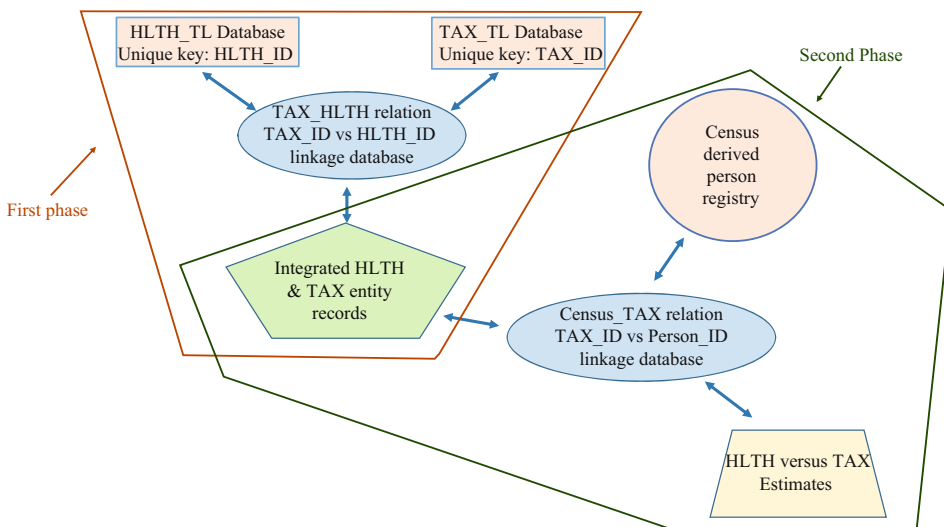 HLTH_TL Database
Unique key: HLTH_ID
TAX_TL Database
Unique key: TAX_ID
Second Phase
TAX_HLTH relation
TAX_ID vs HLTH_ID
linkage database
Census
derived
person
registry
First phase
Integrated HLTH
& TAX entity
records
Census_TAX relation
TAX_ID vs Person_ID
linkage database
HLTH versus TAX
Estimates